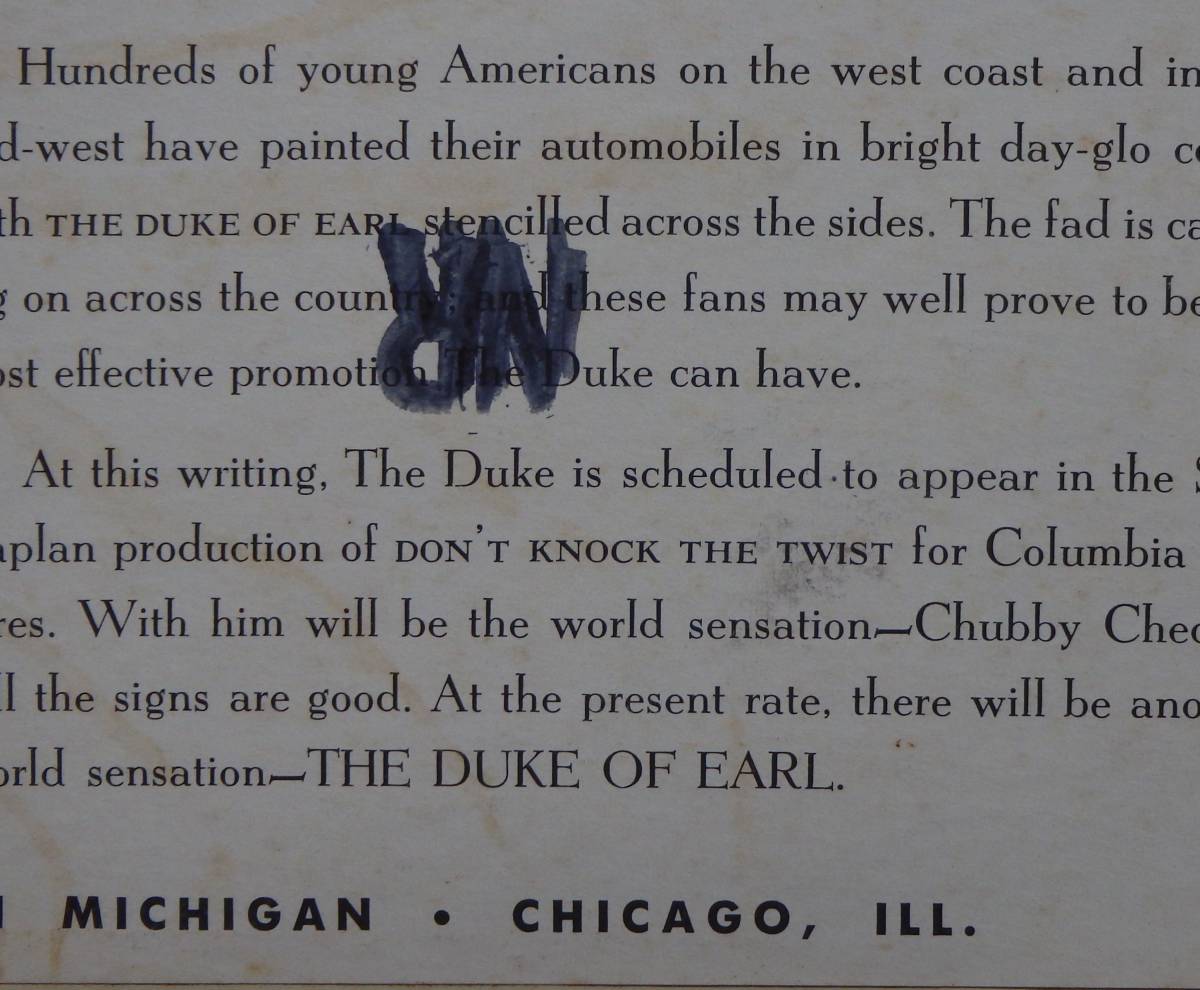 Hundreds of young Americans on the west coast and in
d-west have painted their automobiles in bright day-glo co
th THE DUKE OF EARL stencilled across the sides. The fad is ca
g on across the country; and these fans may well prove to be
ost effective promotion The Duke can have.
At this writing, The Duke is scheduled to appear in the S
aplan production of DON'T KNOCK THE TWIST for Columbia
res. With him will be the world sensation—Chubby Chec
ll the signs are good. At the present rate, there will be ano
orld sensation—THE DUKE OF EARL.
MICHIGAN • CHICAGO, ILL.